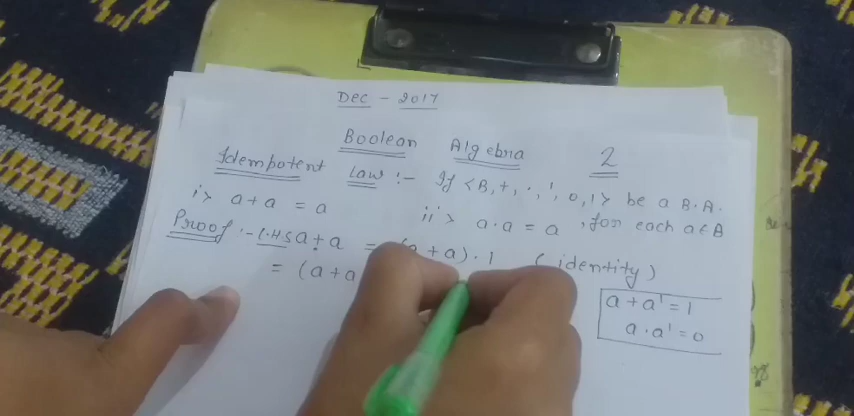 Dec - 2017
Boolean Algebra 2
Idempotent Law :- If <B, +, ·, ', 0, 1> be a B.A.
i> a + a = a ii> a · a = a , for each a ∈ B
Proof :- L.H.S a + a = (a + a) · 1 (identity)
= (a + a
a + a' = 1
a · a' = 0